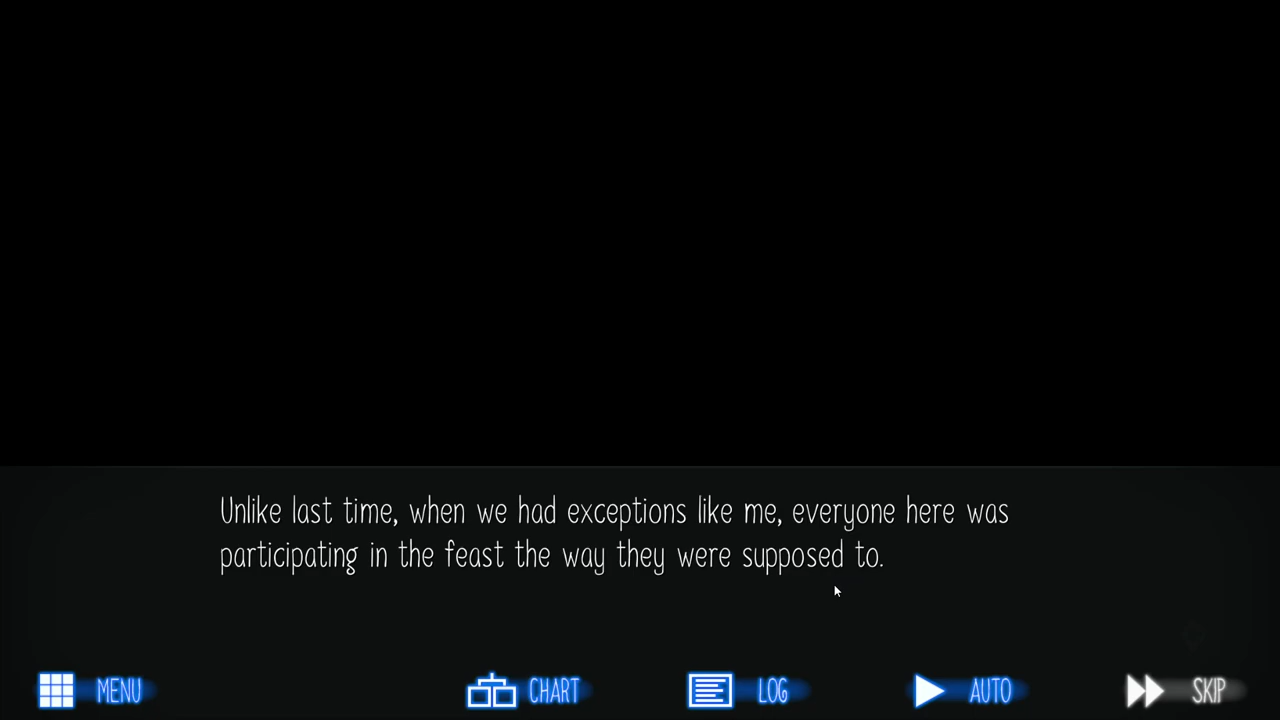 Unlike last time, when we had exceptions like me, everyone here was
participating in the feast the way they were supposed to.
MENU
CHART
LOG
AUTO
SKIP